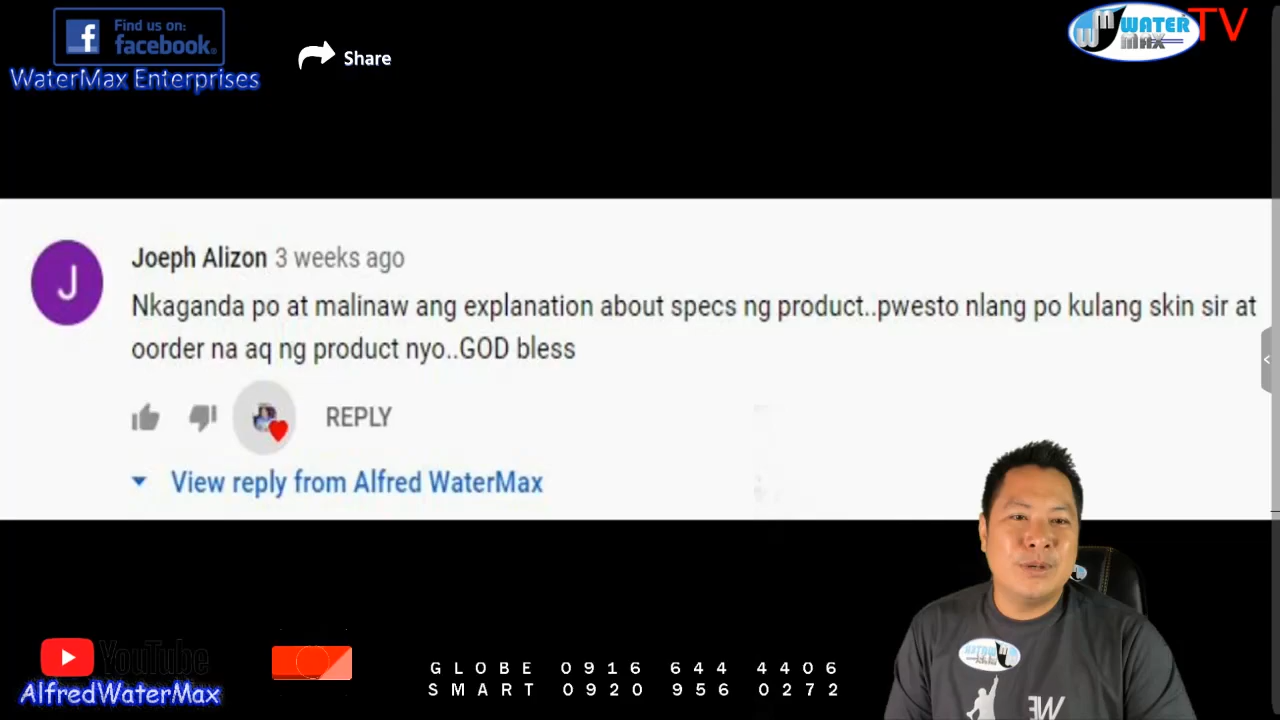 Find us on:
facebook
WaterMax Enterprises
Share
WATER
MAX
TV
J
Joeph Alizon 3 weeks ago
Nkaganda po at malinaw ang explanation about specs ng product..pwesto nlang po kulang skin sir at
oorder na aq ng product nyo..GOD bless
REPLY
View reply from Alfred WaterMax
YouTube
AlfredWaterMax
GLOBE 0916 644 4406
SMART 0920 956 0272